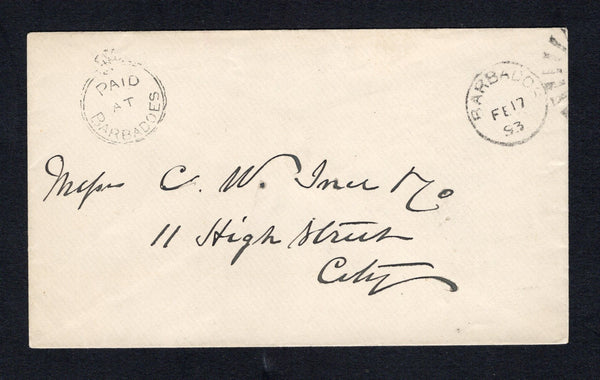 PAID
AT
BARBADOES
BARBADOS
FE 17
93
Messrs C. W. Ince & Co
11 High Street
City